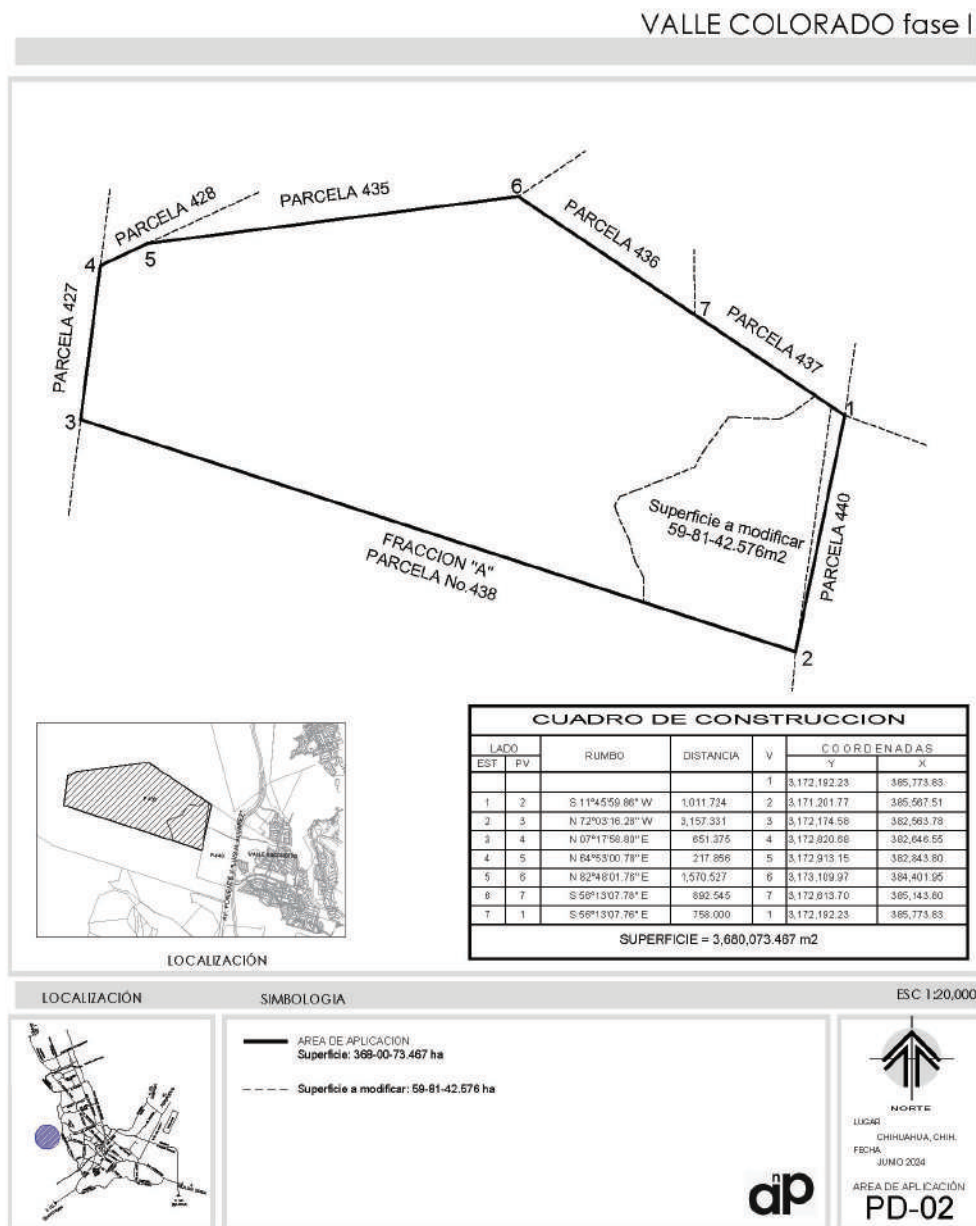 VALLE COLORADO fase I
6
PARCELA 435
PARCELA 428
PARCELA 436
4
5
7
PARCELA 427
PARCELA 437
3
1
Superficie a modificar
59-81-42.576m2
PARCELA 440
FRACCION "A"
PARCELA No.438
2
CUADRO DE CONSTRUCCION
LADO RUMBO DISTANCIA V COORDENADAS
EST PV Y X
1 3,172,192.23 385,773.83
1 2 S 11°45'59.86" W 1,011.724 2 3,171,201.77 385,567.51
2 3 N 72°03'16.28" W 3,157.331 3 3,172,174.58 382,563.78
3 4 N 07°17'58.89" E 651.375 4 3,172,820.68 382,646.55
4 5 N 64°53'00.78" E 217.856 5 3,172,913.15 382,843.80
5 6 N 82°48'01.76" E 1,570.527 6 3,173,109.97 384,401.95
6 7 S 56°13'07.78" E 892.545 7 3,172,613.70 385,143.80
7 1 S 56°13'07.76" E 758.000 1 3,172,192.23 385,773.83
SUPERFICIE = 3,680,073.467 m2
LOCALIZACIÓN
LOCALIZACIÓN
SIMBOLOGIA
ESC 1:20,000
AREA DE APLICACION
Superficie: 368-00-73.467 ha
Superficie a modificar: 59-81-42.576 ha
NORTE
LUGAR
CHIHUAHUA, CHIH.
FECHA
JUNIO 2024
AREA DE APLICACIÓN
PD-02